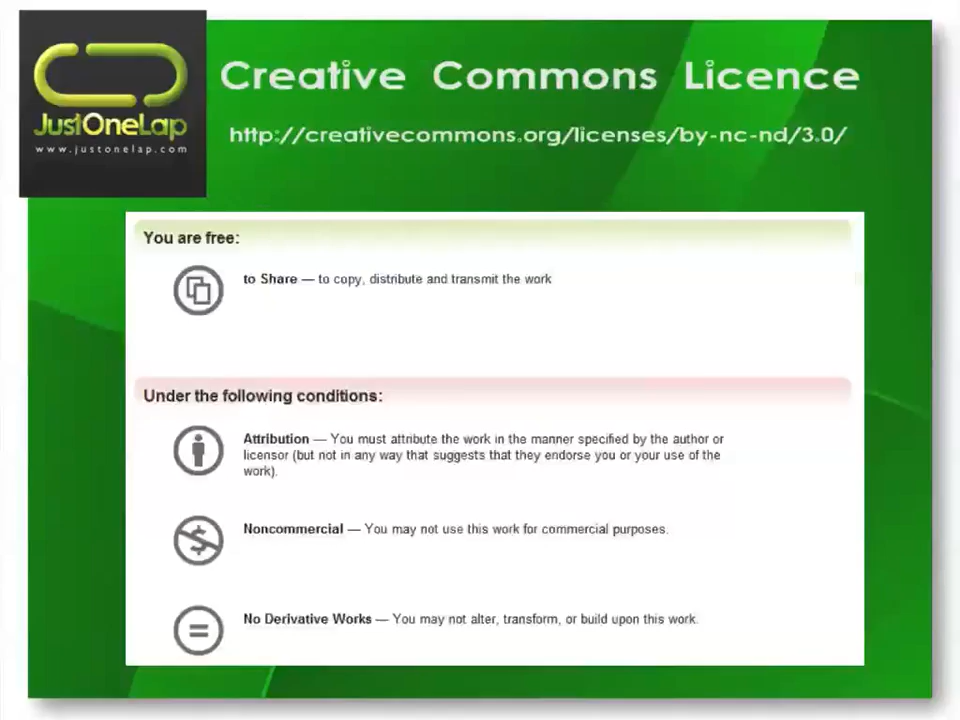 JustOneLap
www.justonelap.com
Creative Commons Licence
http://creativecommons.org/licenses/by-nc-nd/3.0/
You are free:
to Share — to copy, distribute and transmit the work
Under the following conditions:
Attribution — You must attribute the work in the manner specified by the author or
licensor (but not in any way that suggests that they endorse you or your use of the
work).
Noncommercial — You may not use this work for commercial purposes.
No Derivative Works — You may not alter, transform, or build upon this work.